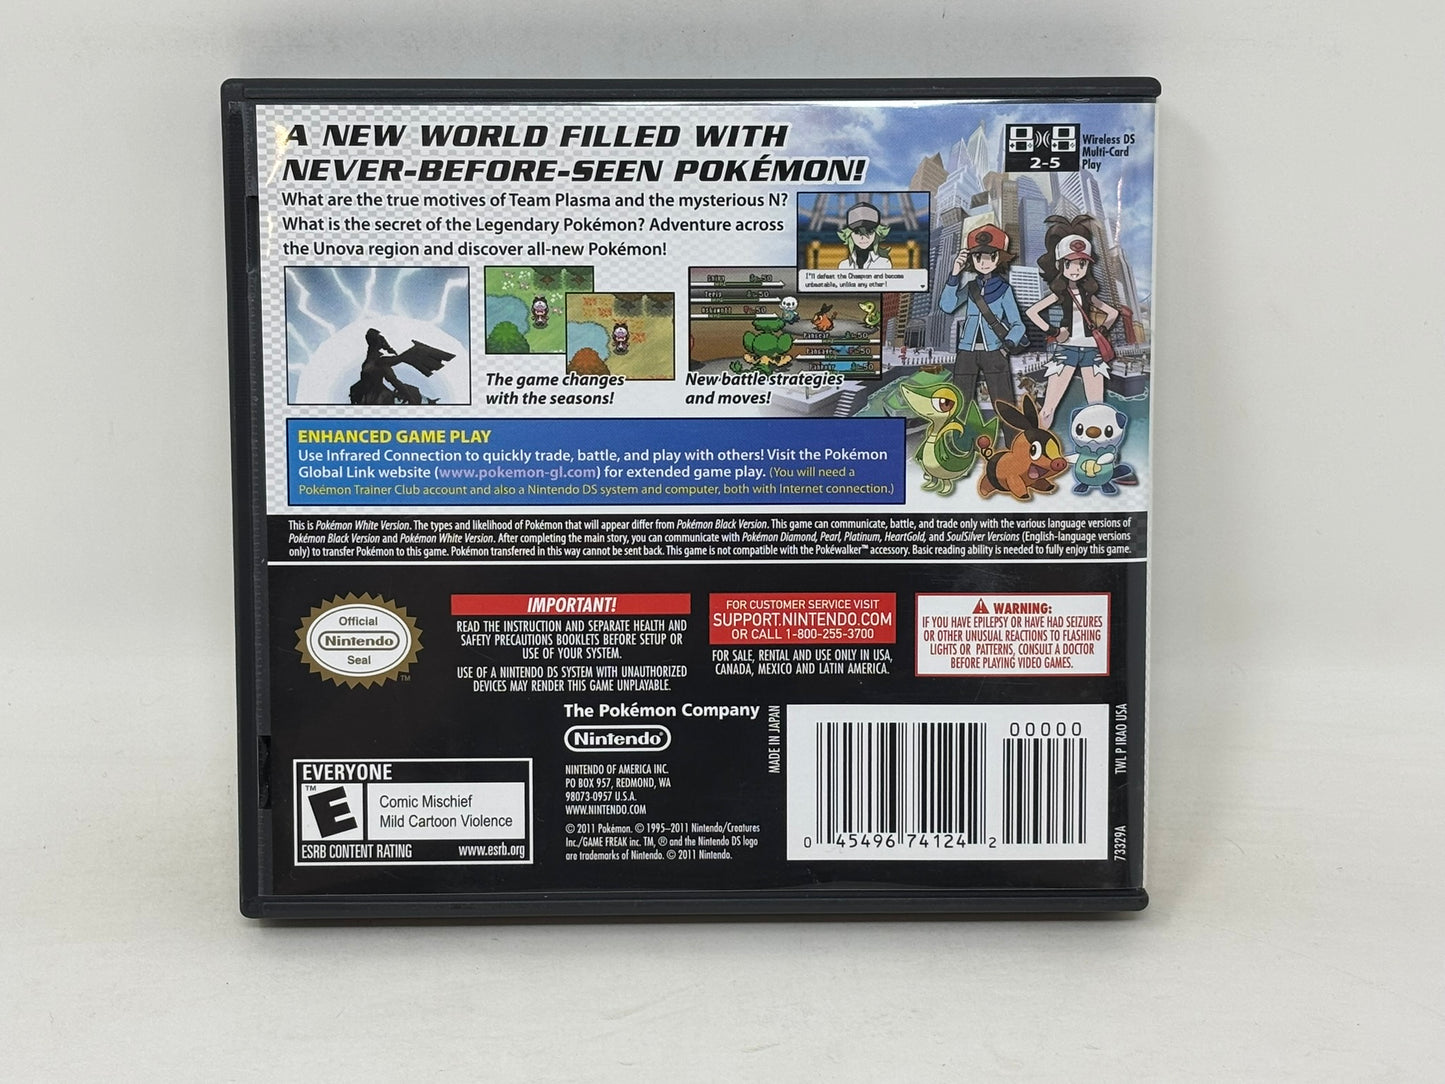 A NEW WORLD FILLED WITH
NEVER-BEFORE-SEEN POKÉMON!
What are the true motives of Team Plasma and the mysterious N?
What is the secret of the Legendary Pokémon? Adventure across
the Unova region and discover all-new Pokémon!
2-5
Wireless DS
Multi-Card
Play
I'll defeat the Champion and become
unbeatable, unlike any other!
The game changes
with the seasons!
New battle strategies
and moves!
ENHANCED GAME PLAY
Use Infrared Connection to quickly trade, battle, and play with others! Visit the Pokémon
Global Link website (www.pokemon-gl.com) for extended game play. (You will need a
Pokémon Trainer Club account and also a Nintendo DS system and computer, both with Internet connection.)
This is Pokémon White Version. The types and likelihood of Pokémon that will appear differ from Pokémon Black Version. This game can communicate, battle, and trade only with the various language versions of
Pokémon Black Version and Pokémon White Version. After completing the main story, you can communicate with Pokémon Diamond, Pearl, Platinum, HeartGold, and SoulSilver Versions (English-language versions
only) to transfer Pokémon to this game. Pokémon transferred in this way cannot be sent back. This game is not compatible with the Pokéwalker™ accessory. Basic reading ability is needed to fully enjoy this game.
Official
Nintendo
Seal
TM
IMPORTANT!
READ THE INSTRUCTION AND SEPARATE HEALTH AND
SAFETY PRECAUTIONS BOOKLETS BEFORE SETUP OR
USE OF YOUR SYSTEM.
USE OF A NINTENDO DS SYSTEM WITH UNAUTHORIZED
DEVICES MAY RENDER THIS GAME UNPLAYABLE.
FOR CUSTOMER SERVICE VISIT
SUPPORT.NINTENDO.COM
OR CALL 1-800-255-3700
FOR SALE, RENTAL AND USE ONLY IN USA,
CANADA, MEXICO AND LATIN AMERICA.
WARNING:
IF YOU HAVE EPILEPSY OR HAVE HAD SEIZURES
OR OTHER UNUSUAL REACTIONS TO FLASHING
LIGHTS OR PATTERNS, CONSULT A DOCTOR
BEFORE PLAYING VIDEO GAMES.
The Pokémon Company
Nintendo®
NINTENDO OF AMERICA INC.
PO BOX 957, REDMOND, WA
98073-0957 U.S.A.
WWW.NINTENDO.COM
© 2011 Pokémon. © 1995–2011 Nintendo/Creatures
Inc./GAME FREAK inc. TM, ® and the Nintendo DS logo
are trademarks of Nintendo. © 2011 Nintendo.
EVERYONE
TM
E
Comic Mischief
Mild Cartoon Violence
ESRB CONTENT RATING www.esrb.org
MADE IN JAPAN
00000
0 45496 74124 2
TWL P IRAO USA
73329A